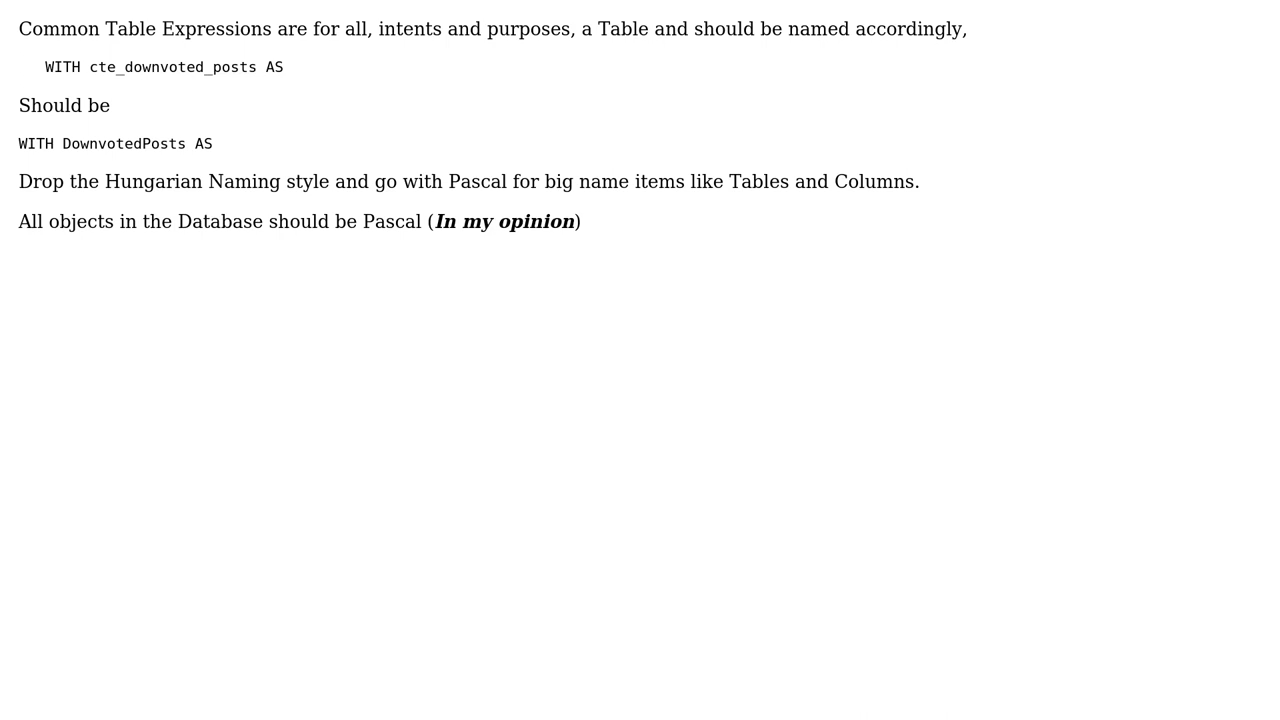 Common Table Expressions are for all, intents and purposes, a Table and should be named accordingly,
WITH cte_downvoted_posts AS
Should be
WITH DownvotedPosts AS
Drop the Hungarian Naming style and go with Pascal for big name items like Tables and Columns.
All objects in the Database should be Pascal (In my opinion)